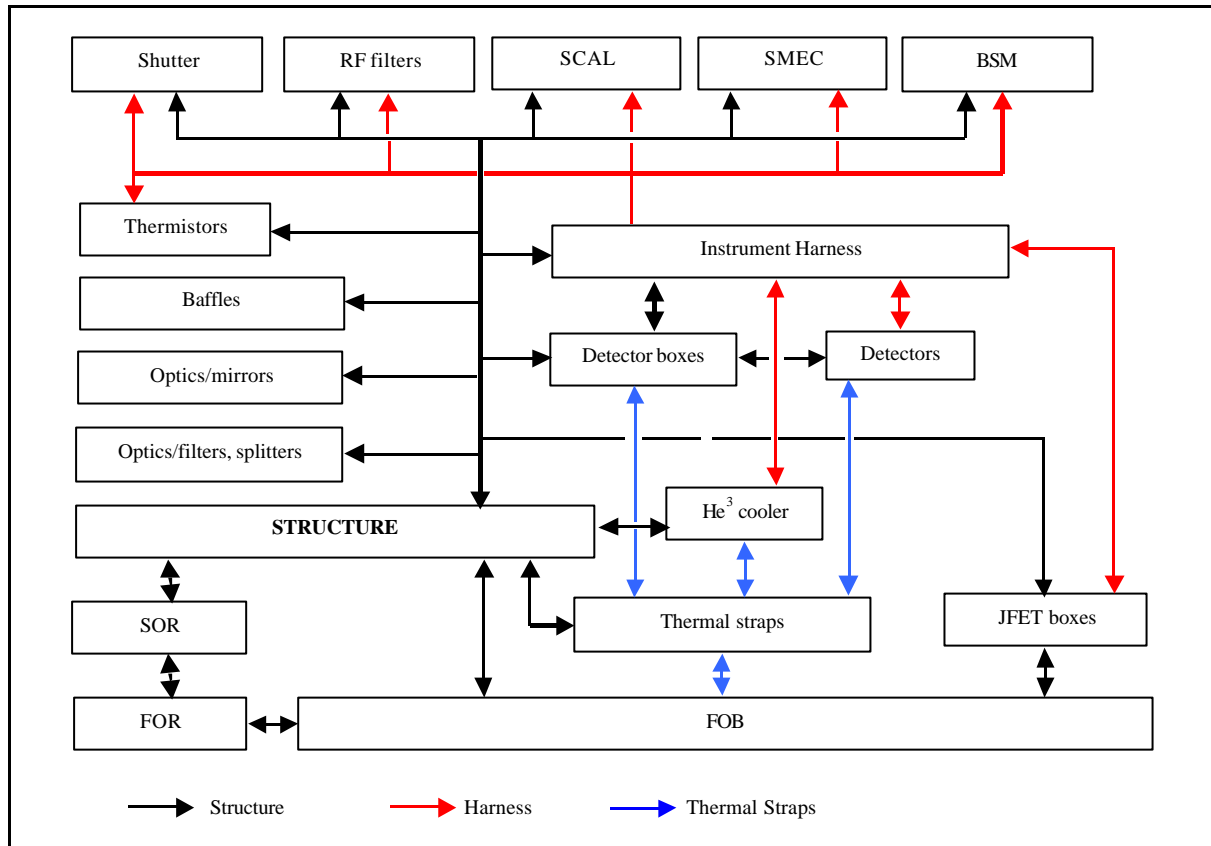 Shutter
RF filters
SCAL
SMEC
BSM
Thermistors
Instrument Harness
Baffles
Detector boxes
Detectors
Optics/mirrors
Optics/filters, splitters
He³ cooler
STRUCTURE
Thermal straps
JFET boxes
SOR
FOR
FOB
Structure
Harness
Thermal Straps